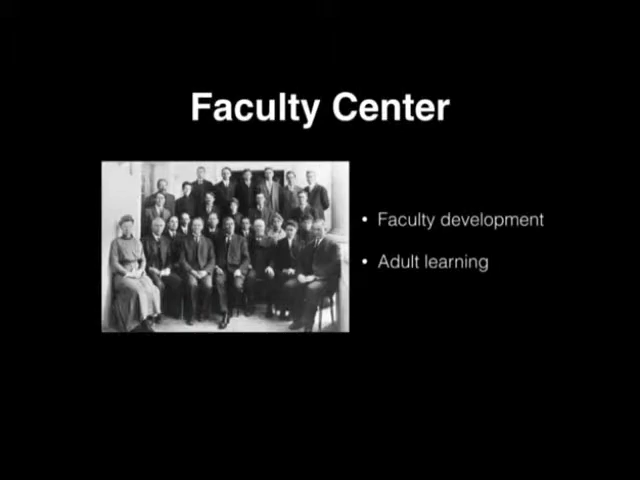 Faculty Center
• Faculty development
• Adult learning